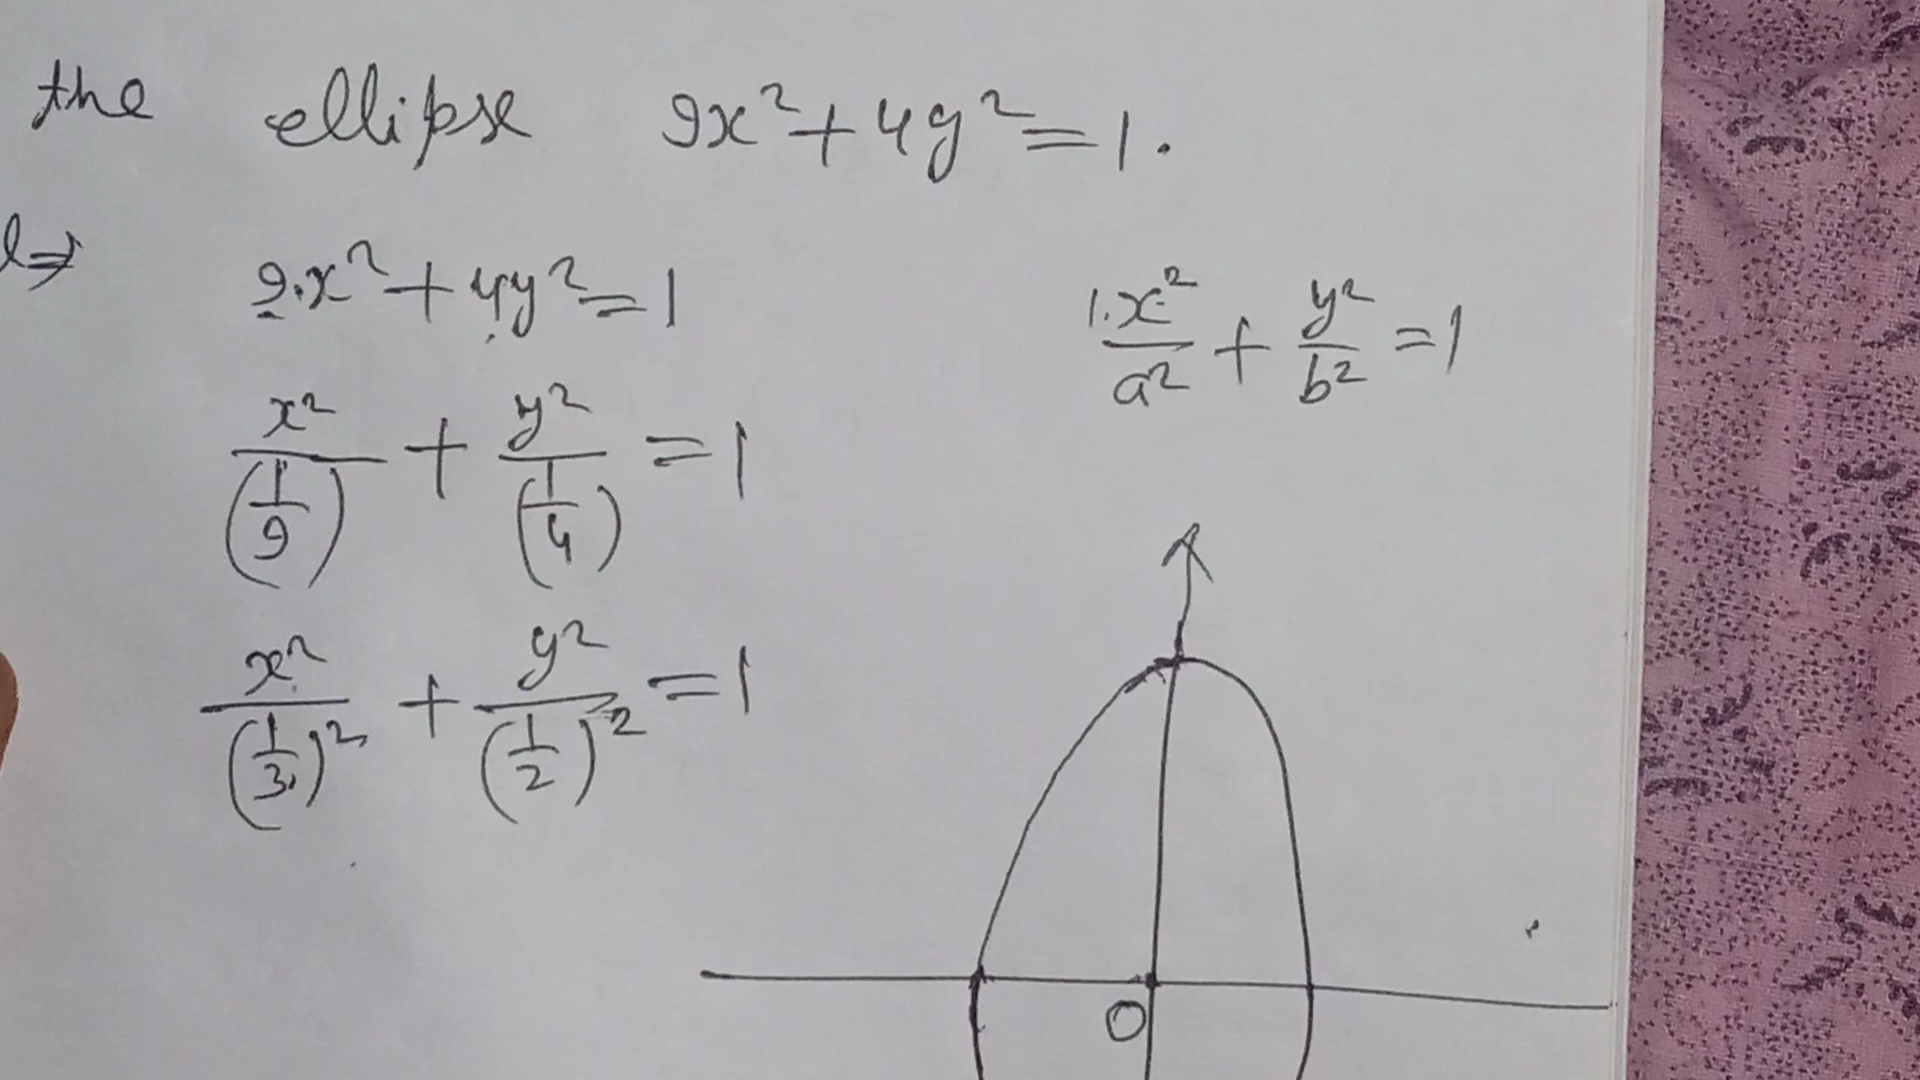 the ellipse 9x²+4y²=1.
l⇒
9.x²+4y²=1
1.x²/a² + y²/b² =1
x²/(1/9) + y²/(1/4) =1
x²/(1/3)² + y²/(1/2)² =1
O